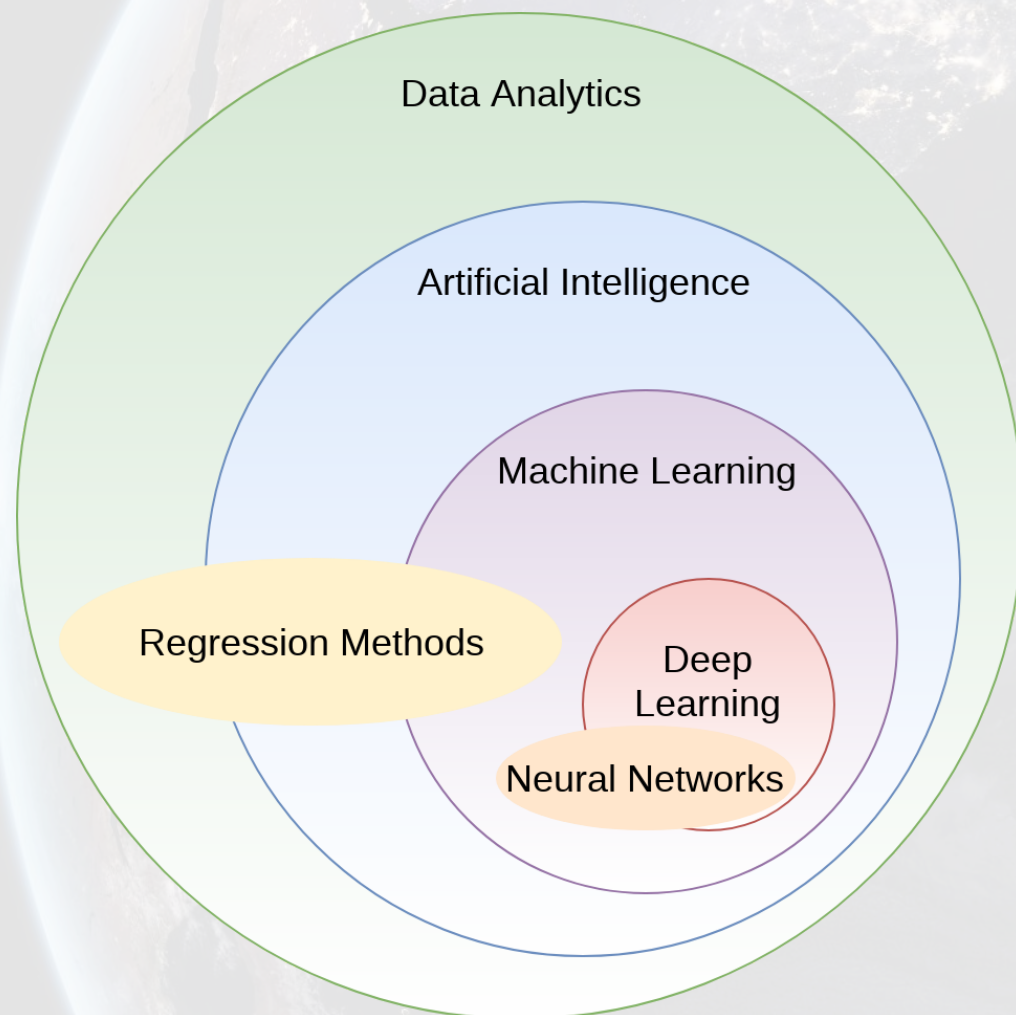 Data Analytics
Artificial Intelligence
Machine Learning
Regression Methods
Deep
Learning
Neural Networks